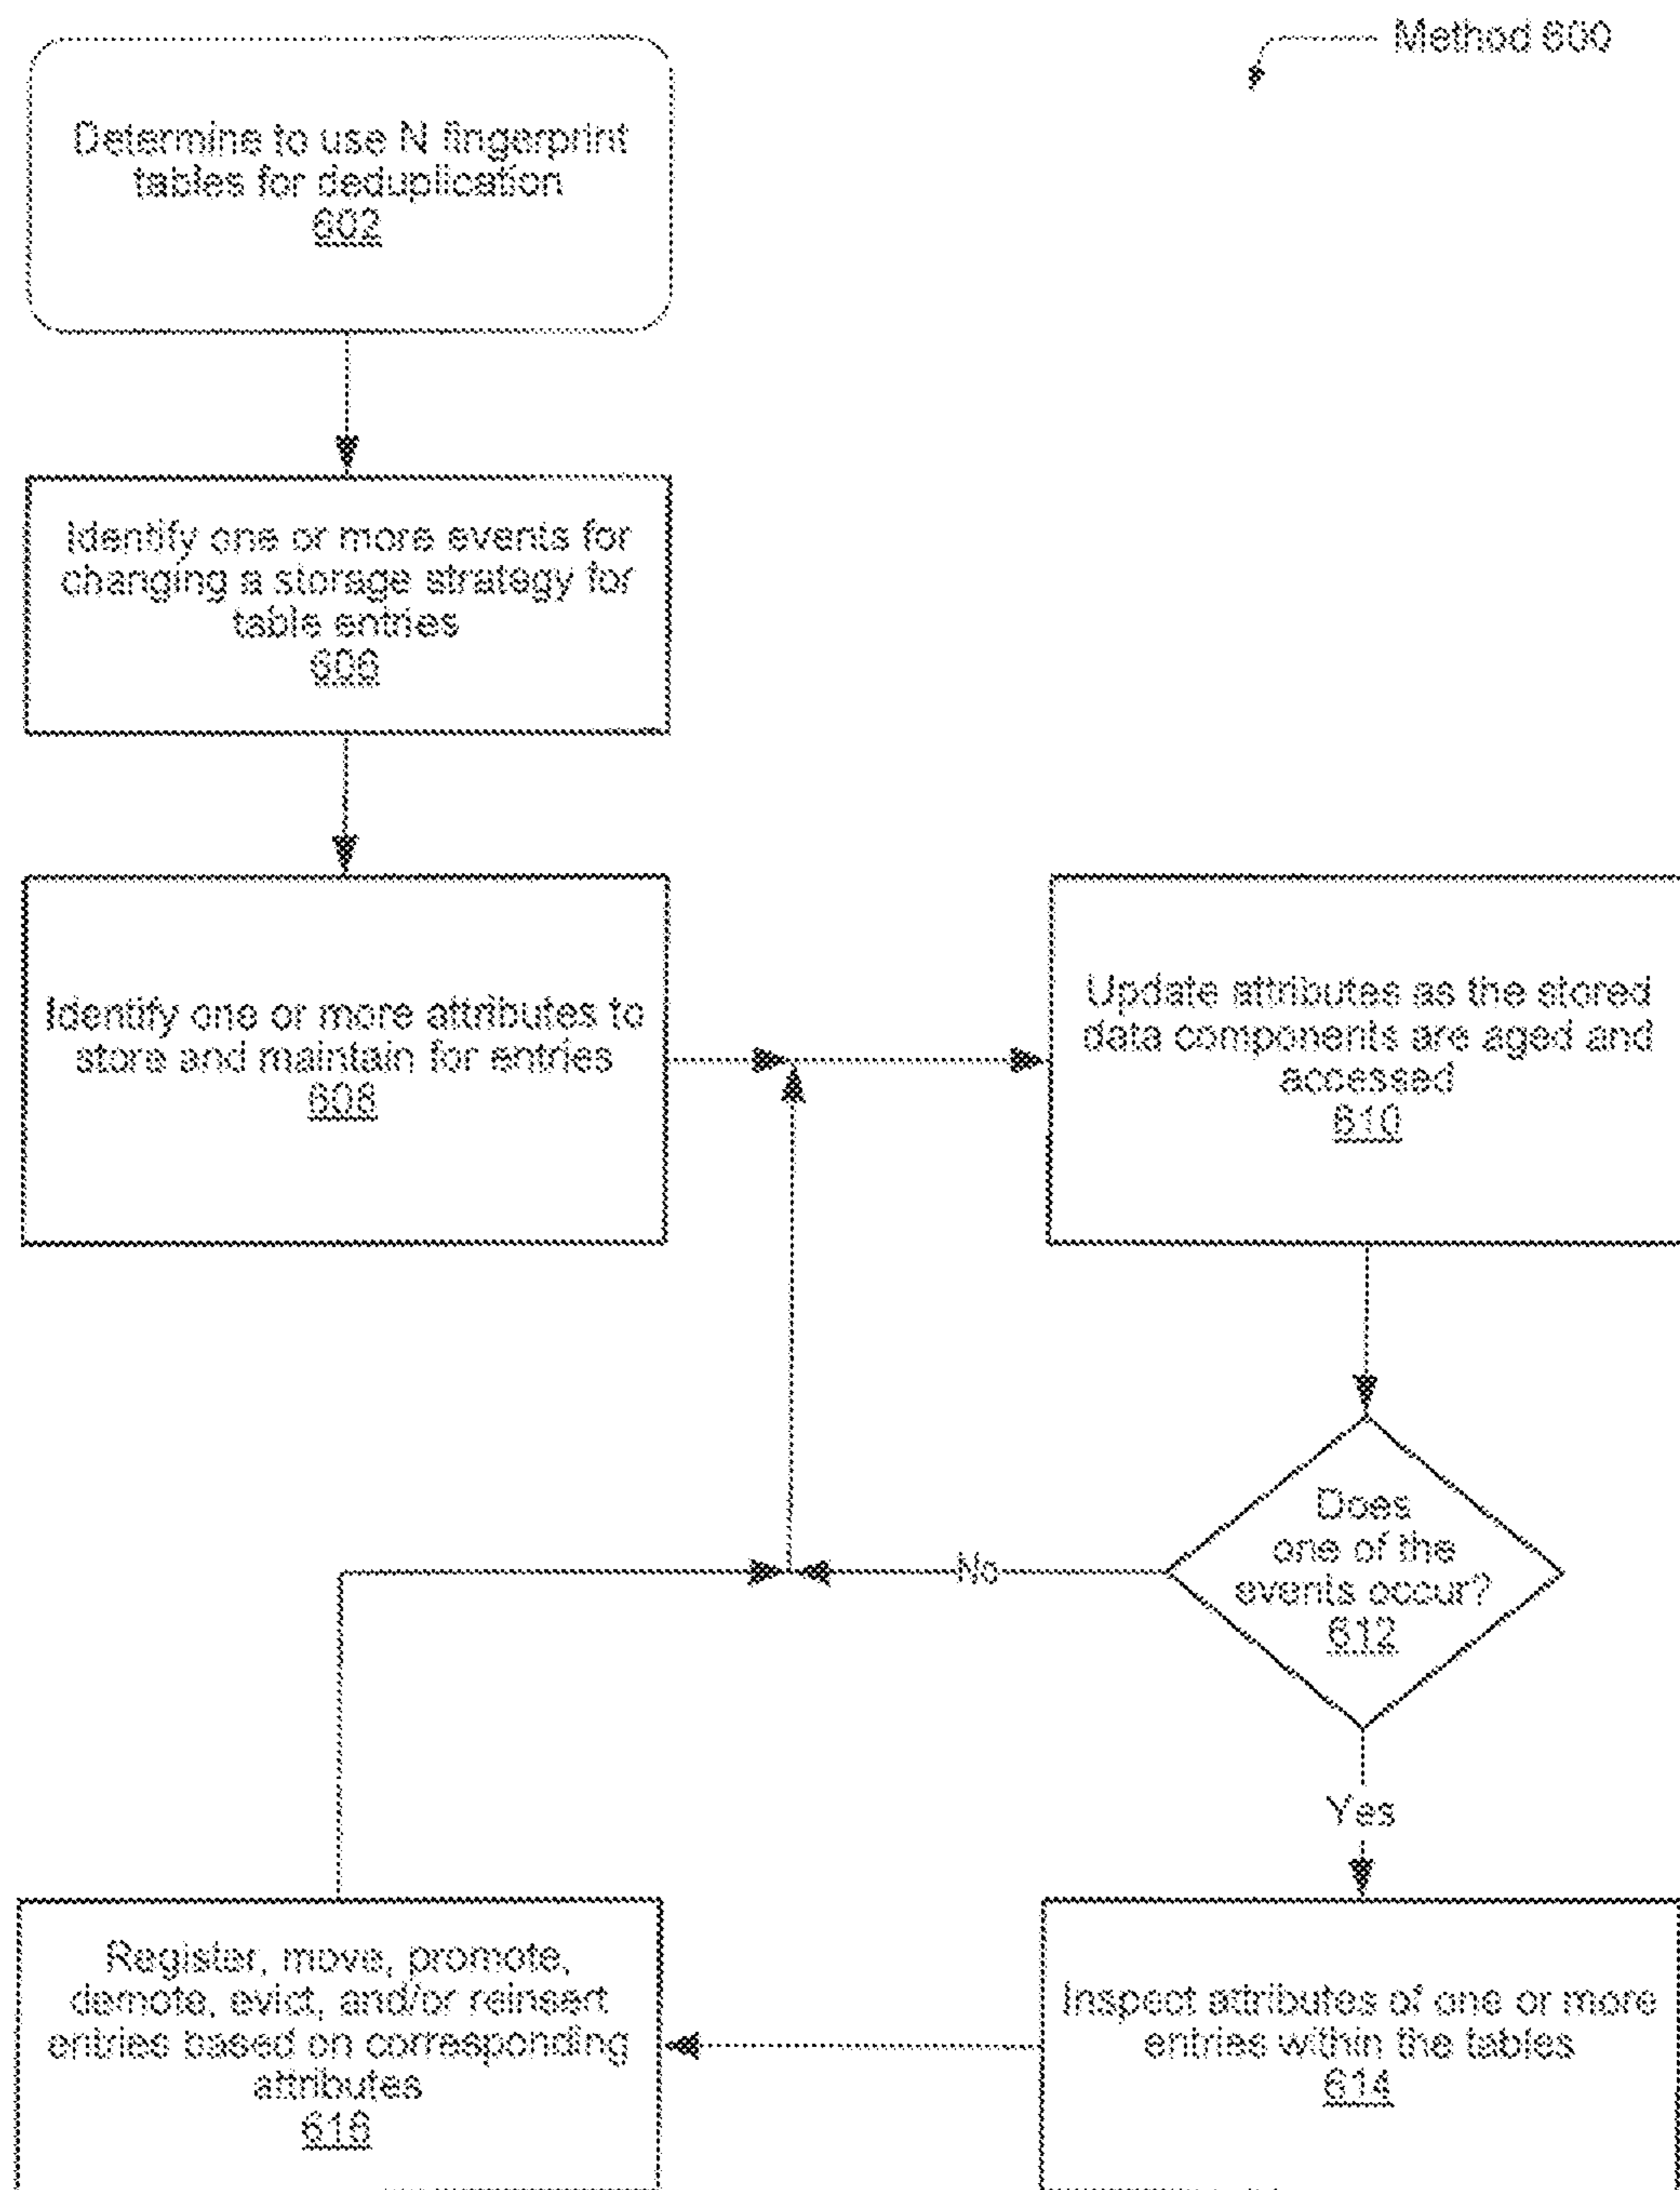 Method 600
Determine to use N fingerprint
tables for deduplication
602
Identify one or more events for
changing a storage strategy for
table entries
606
Identify one or more attributes to
store and maintain for entries
608
Update attributes as the stored
data components are aged and
accessed
610
Does
one of the
events occur?
612
No
Yes
Inspect attributes of one or more
entries within the tables
614
Register, move, promote,
demote, evict, and/or reinsert
entries based on corresponding
attributes
616